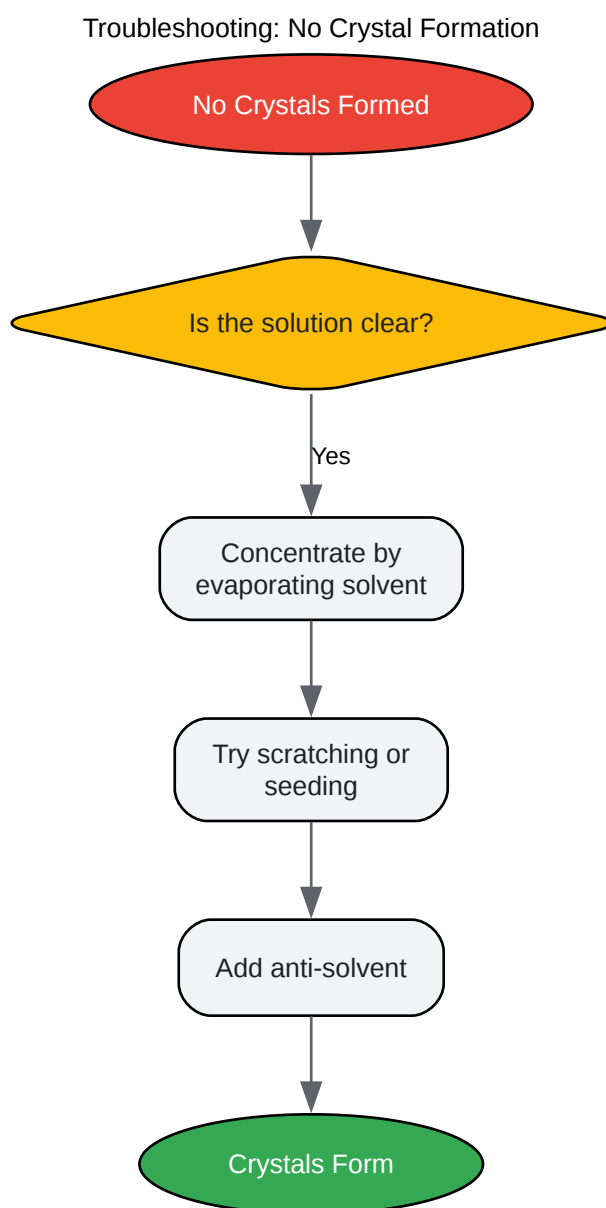 Troubleshooting: No Crystal Formation
No Crystals Formed
Is the solution clear?
Yes
Concentrate by
evaporating solvent
Try scratching or
seeding
Add anti-solvent
Crystals Form